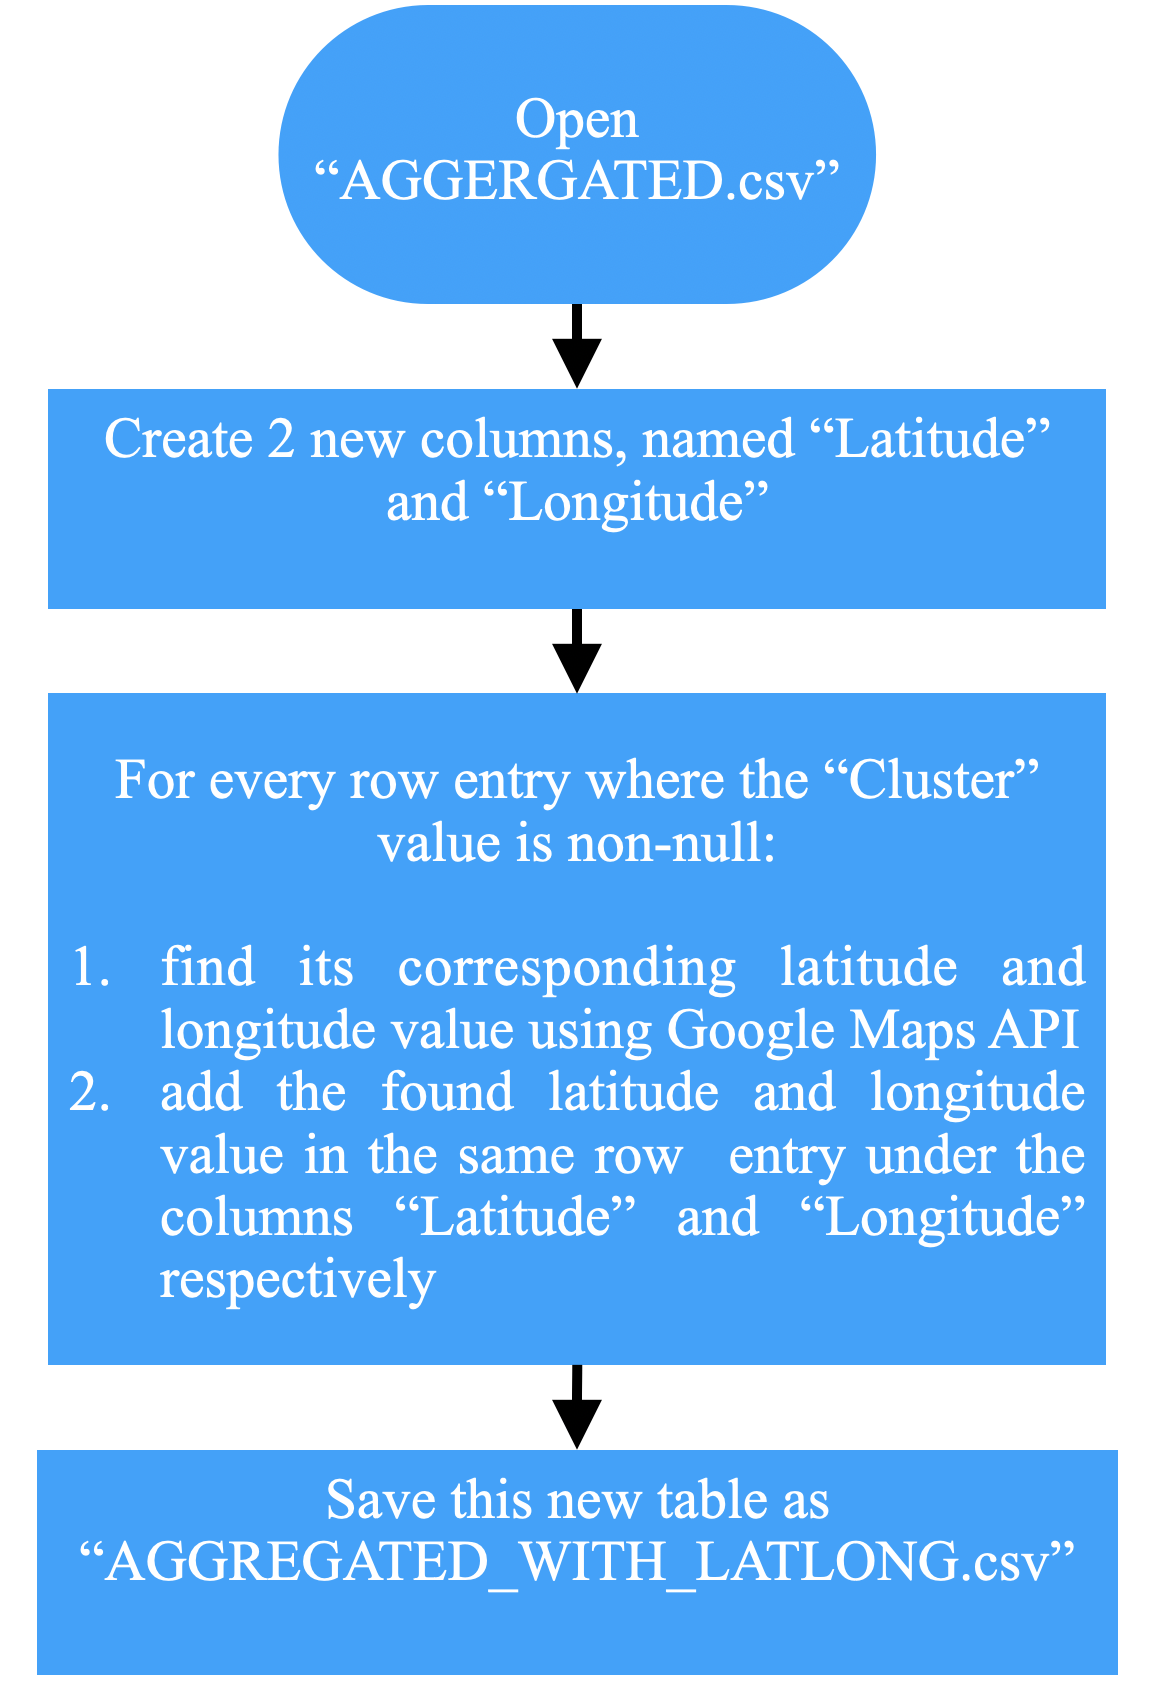 Open
“AGGERGATED.csv”
Create 2 new columns, named “Latitude”
and “Longitude”
For every row entry where the “Cluster”
value is non-null:
1. find its corresponding latitude and
longitude value using Google Maps API
2. add the found latitude and longitude
value in the same row entry under the
columns “Latitude” and “Longitude”
respectively
Save this new table as
“AGGREGATED_WITH_LATLONG.csv”